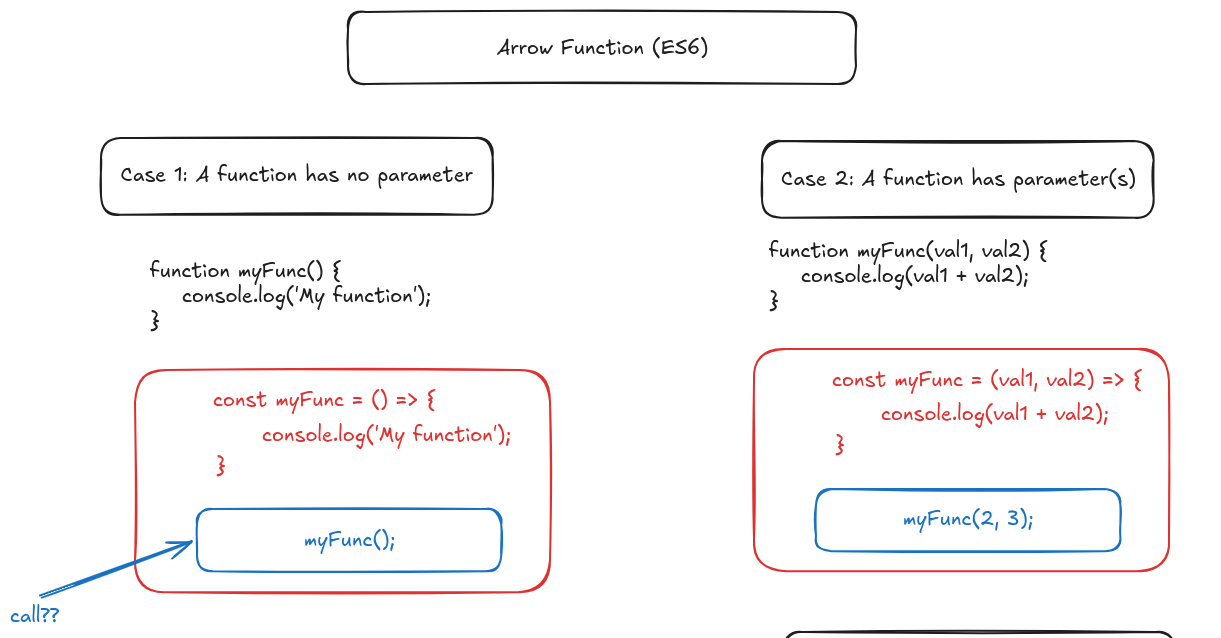 Arrow Function (ES6)
Case 1: A function has no parameter
function myFunc() {
console.log('My function');
}
const myFunc = () => {
console.log('My function');
}
myFunc();
call??
Case 2: A function has parameter(s)
function myFunc(val1, val2) {
console.log(val1 + val2);
}
const myFunc = (val1, val2) => {
console.log(val1 + val2);
}
myFunc(2, 3);